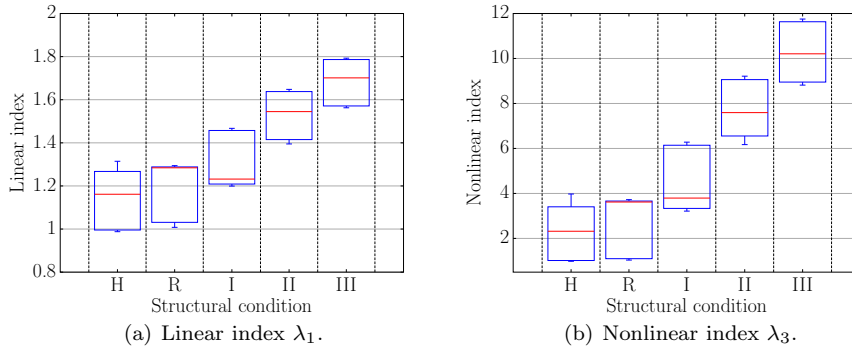 2
1.8
1.6
1.4
1.2
1
0.8
Linear index
H R I II III
Structural condition
(a) Linear index λ₁.
12
10
8
6
4
2
Nonlinear index
H R I II III
Structural condition
(b) Nonlinear index λ₃.